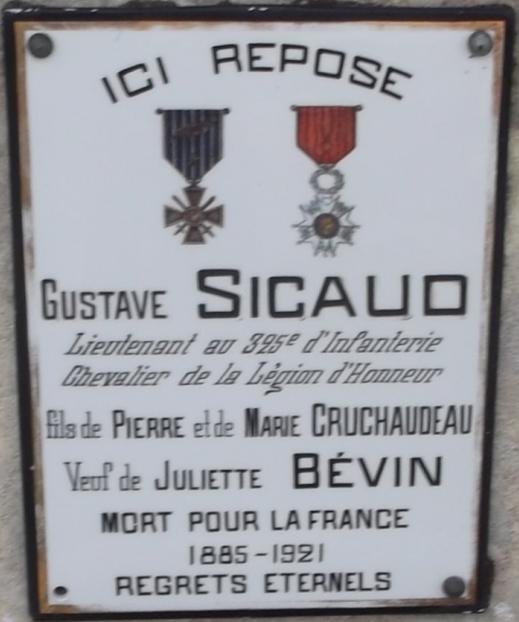 ICI REPOSE
GUSTAVE SICAUD
Lieutenant au 325e d'Infanterie
Chevalier de la Légion d'Honneur
fils de PIERRE et de MARIE CRUCHAUDEAU
Veuf de JULIETTE BÉVIN
MORT POUR LA FRANCE
1885-1921
REGRETS ETERNELS